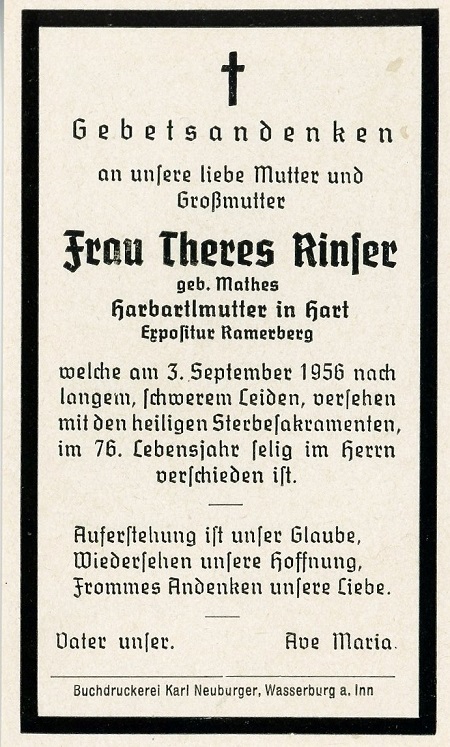 Gebetsandenken
an unsere liebe Mutter und
Großmutter
Frau Theres Rinser
geb. Mathes
Harbartlmutter in Hart
Expositur Ramerberg
welche am 3. September 1956 nach
langem, schwerem Leiden, versehen
mit den heiligen Sterbesakramenten,
im 76. Lebensjahr selig im Herrn
verschieden ist.
Auferstehung ist unser Glaube,
Wiedersehen unsere Hoffnung,
Frommes Andenken unsere Liebe.
Vater unser. Ave Maria.
Buchdruckerei Karl Neuburger, Wasserburg a. Inn